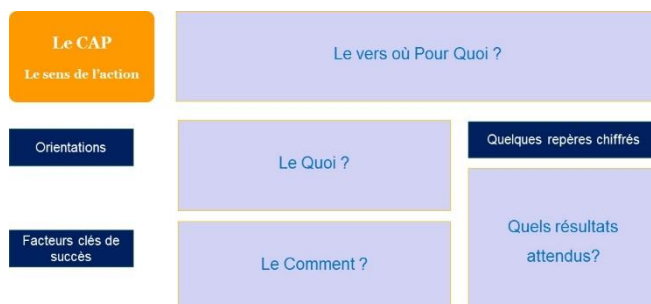 Le CAP
Le sens de l'action
Le vers où Pour Quoi ?
Orientations
Le Quoi ?
Quelques repères chiffrés
Facteurs clés de
succès
Le Comment ?
Quels résultats
attendus?